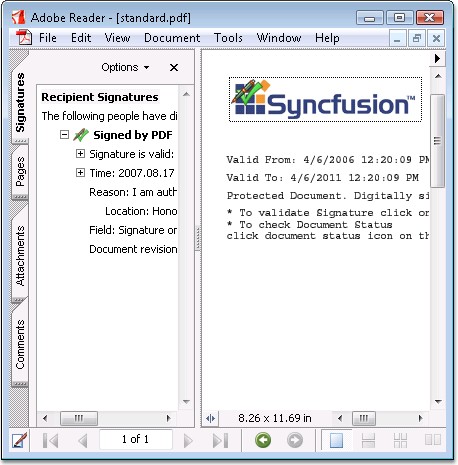 Adobe Reader - [standard.pdf]
File Edit View Document Tools Window Help
Signatures
Pages
Attachments
Comments
Options
Recipient Signatures
The following people have di
Signed by PDF
Signature is valid:
Time: 2007.08.17
Reason: I am auth
Location: Hono
Field: Signature or
Document revision
Syncfusion™
Valid From: 4/6/2006 12:20:09 PM
Valid To: 4/6/2011 12:20:09 PM
Protected Document. Digitally si
* To validate Signature click on
* To check Document Status
click document status icon on th
8.26 x 11.69 in
1 of 1